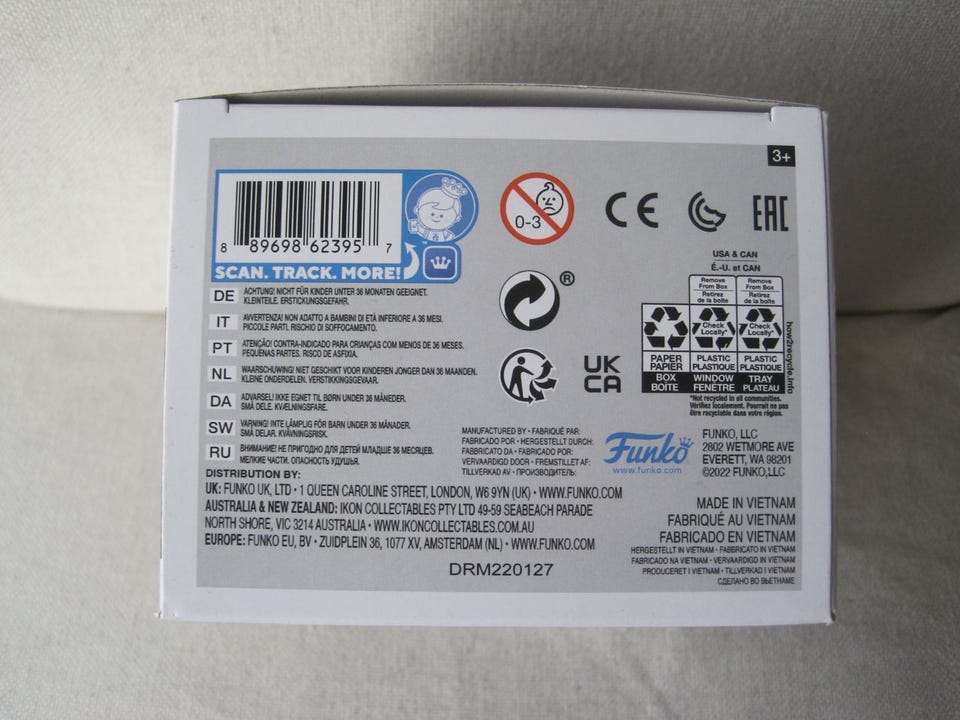 3+
8 89698 62395 7
SCAN. TRACK. MORE!
0-3
CE
EAC
®
UK
CA
USA & CAN
É.-U. et CAN
Remove From Box
Retirez de la boîte
Remove From Box
Retirez de la boîte
Check Locally*
Check Locally*
PAPER
PAPIER
BOX
BOÎTE
PLASTIC
PLASTIQUE
WINDOW
FENÊTRE
PLASTIC
PLASTIQUE
TRAY
PLATEAU
how2recycle.info
*Not recycled in all communities.
Vérifiez localement. Pourrait ne pas
être recyclable dans votre région.
DE ACHTUNG! NICHT FÜR KINDER UNTER 36 MONATEN GEEIGNET.
KLEINTEILE. ERSTICKUNGSGEFAHR.
IT AVVERTENZA! NON ADATTO A BAMBINI DI ETÀ INFERIORE A 36 MESI.
PICCOLE PARTI. RISCHIO DI SOFFOCAMENTO.
PT ATENÇÃO! CONTRA-INDICADO PARA CRIANÇAS COM MENOS DE 36 MESES.
PEQUENAS PARTES. RISCO DE ASFIXIA.
NL WAARSCHUWING! NIET GESCHIKT VOOR KINDEREN JONGER DAN 36 MAANDEN.
KLEINE ONDERDELEN. VERSTIKKINGSGEVAAR.
DA ADVARSEL! IKKE EGNET TIL BØRN UNDER 36 MÅNEDER.
SMÅ DELE. KVÆLNINGSFARE.
SW VARNING! INTE LÄMPLIG FÖR BARN UNDER 36 MÅNADER.
SMÅ DELAR. KVÄVNINGSRISK.
RU ВНИМАНИЕ! НЕ ПРИГОДНО ДЛЯ ДЕТЕЙ МЛАДШЕ 36 МЕСЯЦЕВ.
МЕЛКИЕ ЧАСТИ. ОПАСНОСТЬ УДУШЬЯ.
MANUFACTURED BY • FABRIQUÉ PAR:
FABRICADO POR • HERGESTELLT DURCH:
FABBRICATO DA • FABRICADO POR:
VERVAARDIGD DOOR • FREMSTILLET AF:
TILLVERKAD AV • ПРОИЗВОДИТЕЛЬ:
Funko
www.funko.com
FUNKO, LLC
2802 WETMORE AVE
EVERETT, WA 98201
©2022 FUNKO,LLC
DISTRIBUTION BY:
UK: FUNKO UK, LTD • 1 QUEEN CAROLINE STREET, LONDON, W6 9YN (UK) • WWW.FUNKO.COM
AUSTRALIA & NEW ZEALAND: IKON COLLECTABLES PTY LTD 49-59 SEABEACH PARADE
NORTH SHORE, VIC 3214 AUSTRALIA • WWW.IKONCOLLECTABLES.COM.AU
EUROPE: FUNKO EU, BV • ZUIDPLEIN 36, 1077 XV, AMSTERDAM (NL) • WWW.FUNKO.COM
MADE IN VIETNAM
FABRIQUÉ AU VIETNAM
FABRICADO EN VIETNAM
HERGESTELLT IN VIETNAM • FABBRICATO IN VIETNAM
FABRICADO NA VIETNAM • VERVAARDIGD IN VIETNAM
PRODUCERET I VIETNAM • TILLVERKAD I VIETNAM
СДЕЛАНО ВО ВЬЕТНАМЕ
DRM220127